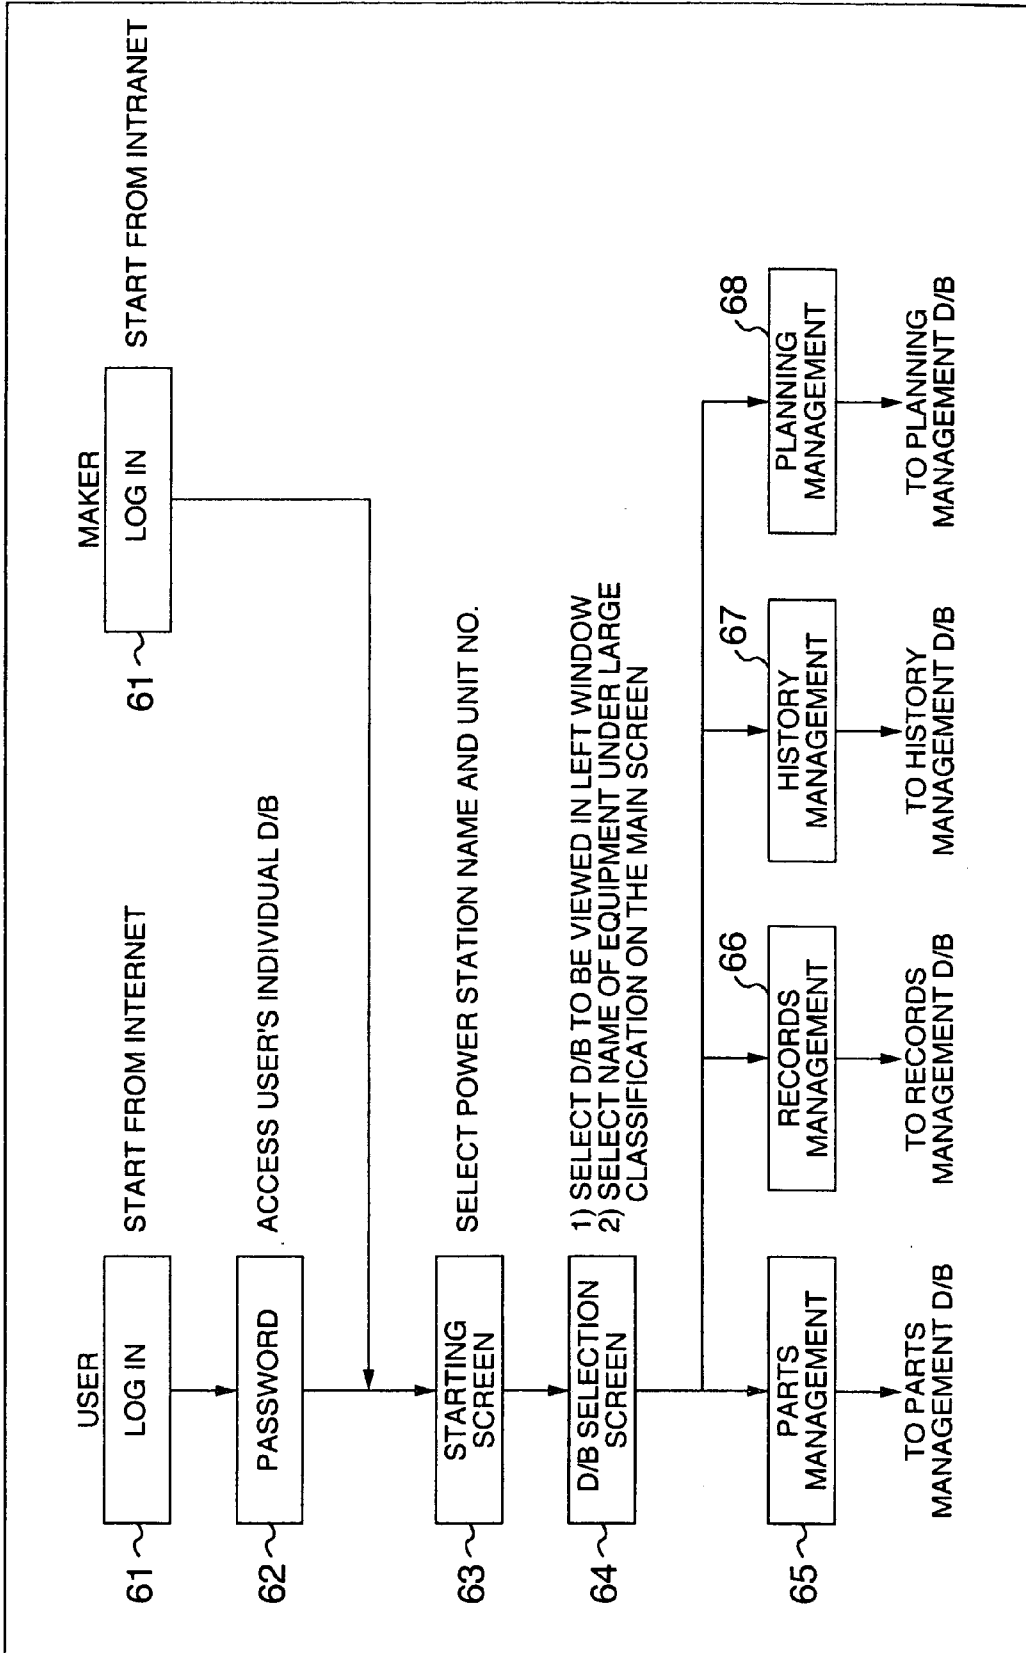 USER
MAKER
61
LOG IN
START FROM INTERNET
61
LOG IN
START FROM INTRANET
62
PASSWORD
ACCESS USER'S INDIVIDUAL D/B
63
STARTING
SCREEN
SELECT POWER STATION NAME AND UNIT NO.
64
D/B SELECTION
SCREEN
1) SELECT D/B TO BE VIEWED IN LEFT WINDOW
2) SELECT NAME OF EQUIPMENT UNDER LARGE
CLASSIFICATION ON THE MAIN SCREEN
65
PARTS
MANAGEMENT
66
RECORDS
MANAGEMENT
67
HISTORY
MANAGEMENT
68
PLANNING
MANAGEMENT
TO PARTS
MANAGEMENT D/B
TO RECORDS
MANAGEMENT D/B
TO HISTORY
MANAGEMENT D/B
TO PLANNING
MANAGEMENT D/B